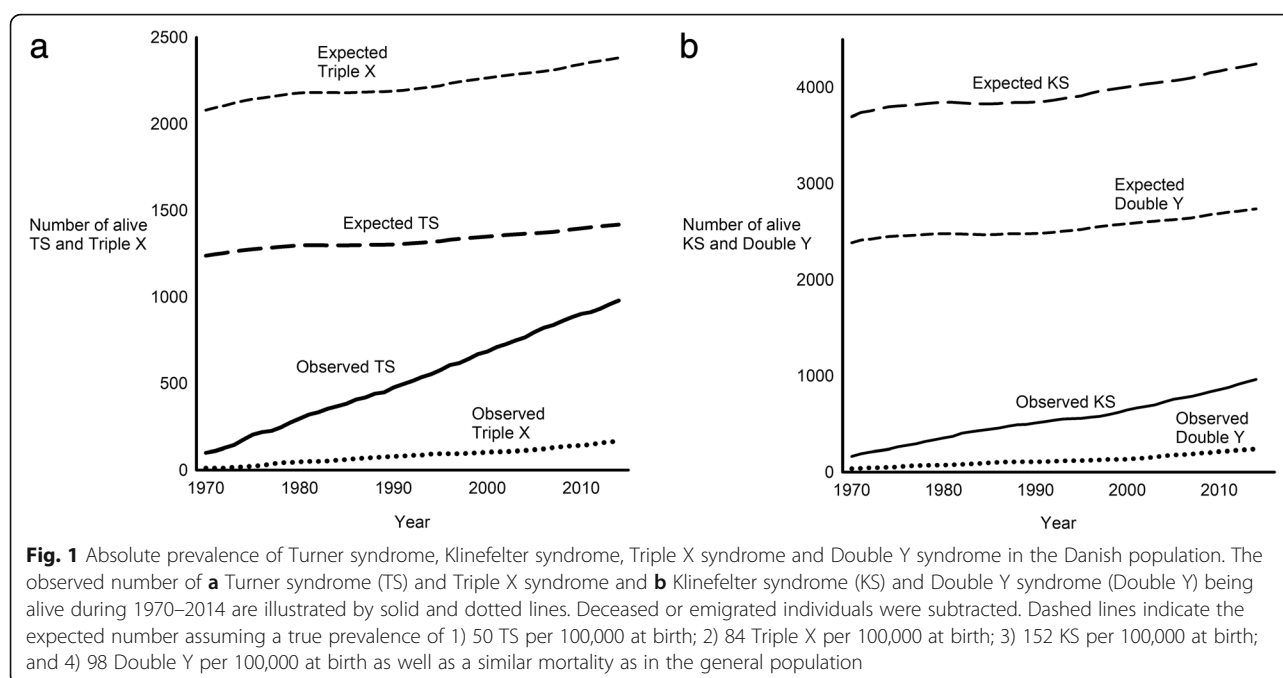 a
2500
Expected
Triple X
2000
Number of alive
TS and Triple X
1500
Expected TS
1000
Observed TS
500
Observed
Triple X
0
1970
1980
1990
2000
2010
Year
b
4000
Expected KS
3000
Expected
Double Y
Number of alive
KS and Double Y
2000
1000
Observed KS
Observed
Double Y
0
1970
1980
1990
2000
2010
Year
Fig. 1 Absolute prevalence of Turner syndrome, Klinefelter syndrome, Triple X syndrome and Double Y syndrome in the Danish population. The
observed number of a Turner syndrome (TS) and Triple X syndrome and b Klinefelter syndrome (KS) and Double Y syndrome (Double Y) being
alive during 1970–2014 are illustrated by solid and dotted lines. Deceased or emigrated individuals were subtracted. Dashed lines indicate the
expected number assuming a true prevalence of 1) 50 TS per 100,000 at birth; 2) 84 Triple X per 100,000 at birth; 3) 152 KS per 100,000 at birth;
and 4) 98 Double Y per 100,000 at birth as well as a similar mortality as in the general population